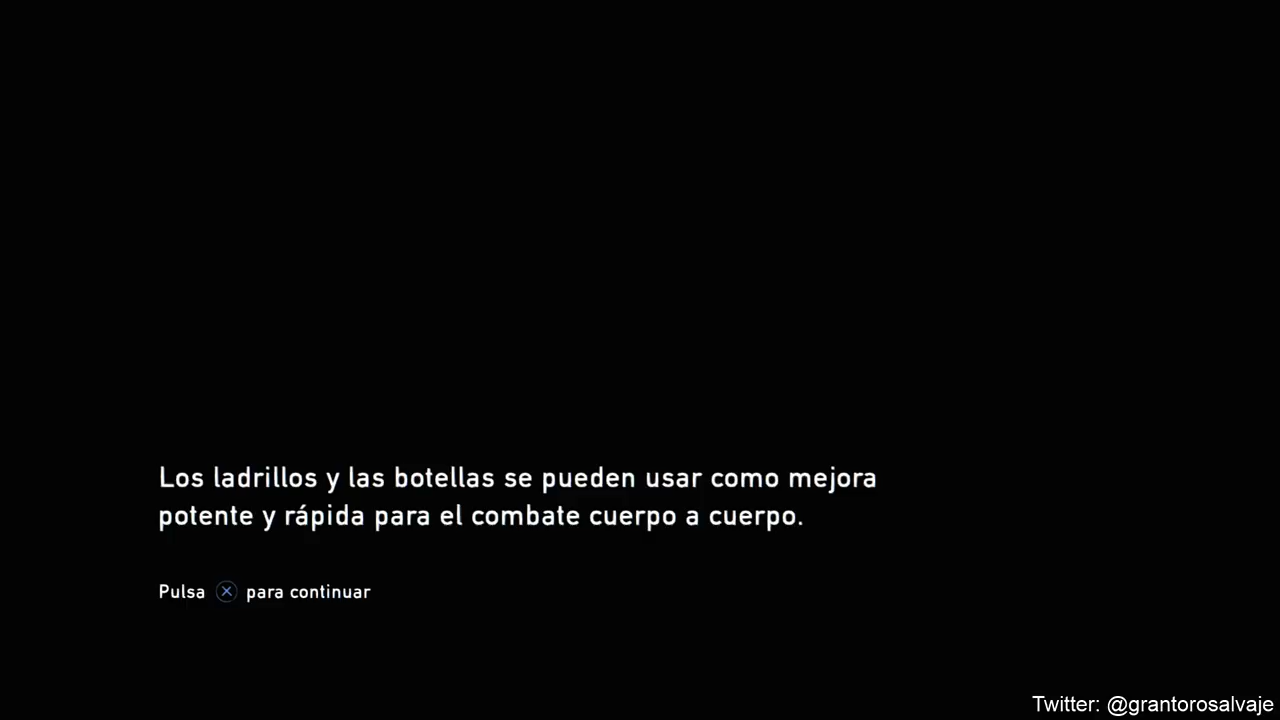 Los ladrillos y las botellas se pueden usar como mejora
potente y rápida para el combate cuerpo a cuerpo.
Pulsa ⓧ para continuar
Twitter: @grantorosalvaje